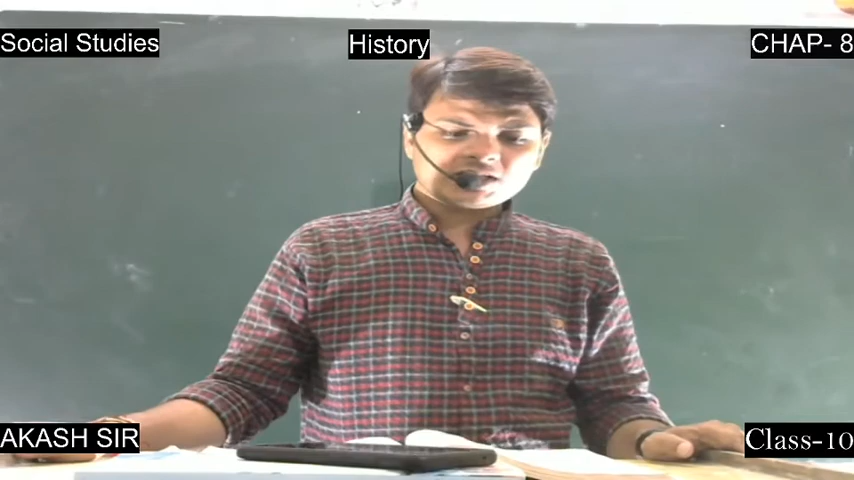 Social Studies
History
CHAP- 8
AKASH SIR
Class-10